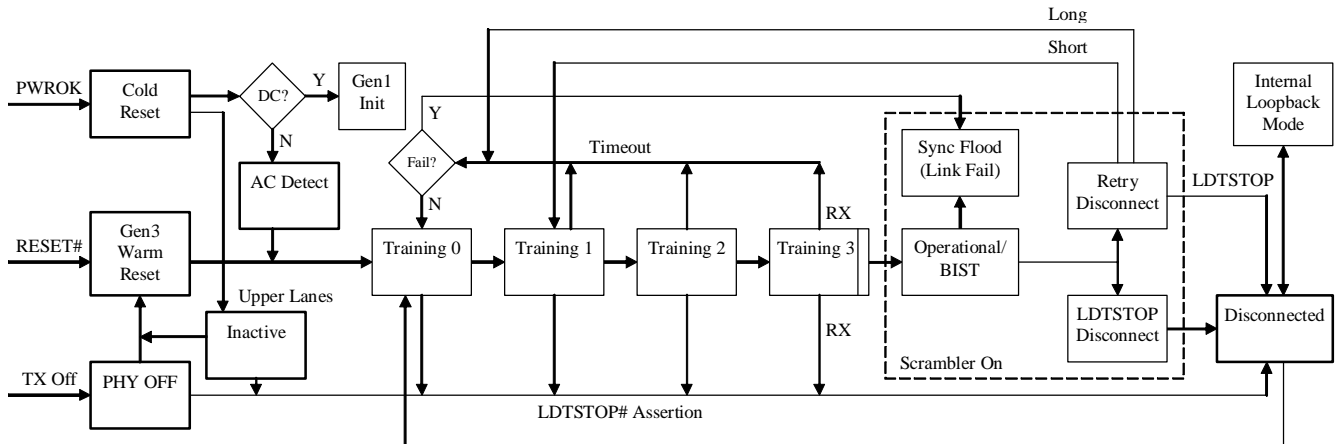 Long
Short
PWROK
Cold
Reset
DC?
Y
Gen1
Init
N
Y
Internal
Loopback
Mode
Fail?
Timeout
Sync Flood
(Link Fail)
AC Detect
N
Retry
Disconnect
LDTSTOP
RESET#
Gen3
Warm
Reset
Training 0
Training 1
Training 2
RX
Training 3
Operational/
BIST
Upper Lanes
Inactive
RX
LDTSTOP
Disconnect
Disconnected
Scrambler On
TX Off
PHY OFF
LDTSTOP# Assertion